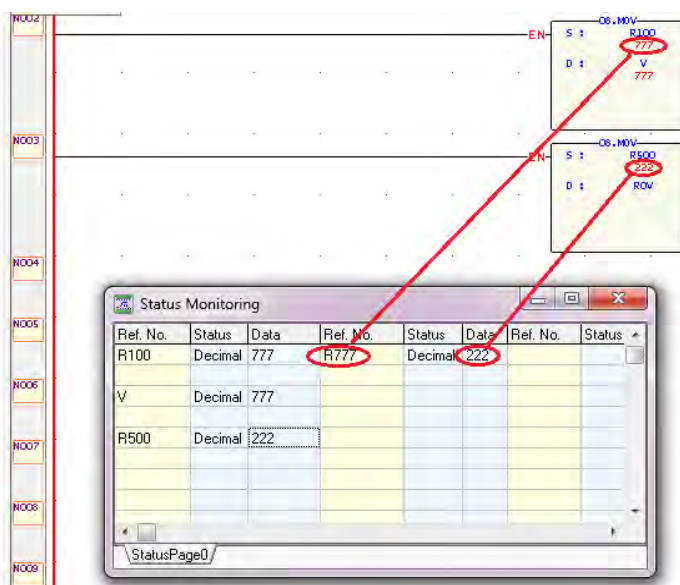 N002
08.MOV
EN S : R100
777
D : V
777
N003
08.MOV
EN S : R500
222
D : ROV
N004
Status Monitoring
N005
Ref. No. Status Data Ref. No. Status Data Ref. No. Status
R100 Decimal 777 R777 Decimal 222
N006
V Decimal 777
R500 Decimal 222
N007
N008
StatusPage0
N009